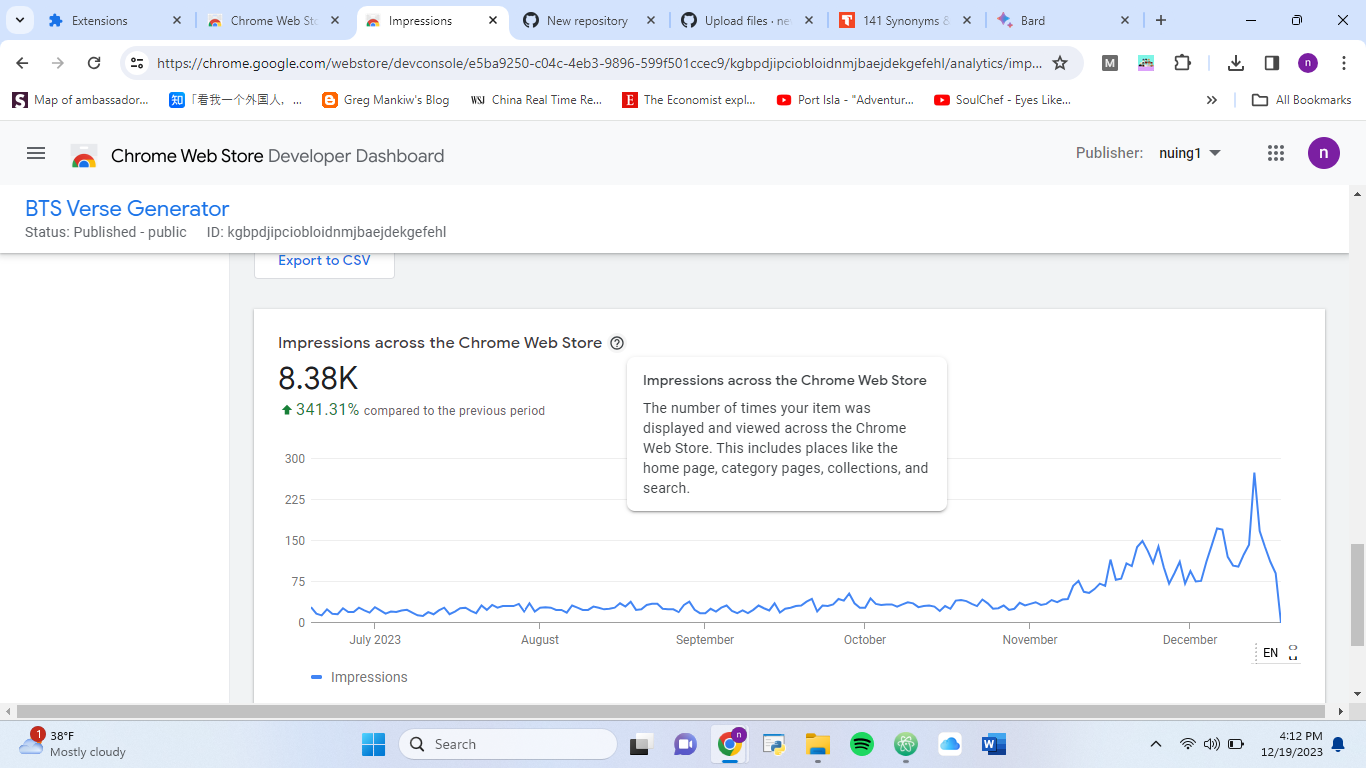 Extensions
Chrome Web Sto
Impressions
New repository
Upload files · ne
141 Synonyms &
Bard
https://chrome.google.com/webstore/devconsole/e5ba9250-c04c-4eb3-9896-599f501ccec9/kgbpdjipciobloidnmjbaejdekgefehl/analytics/imp...
M
n
Map of ambassador...
知
「看我一个外国人，...
Greg Mankiw's Blog
WSJ
China Real Time Re...
The Economist expl...
Port Isla - "Adventur...
SoulChef - Eyes Like...
All Bookmarks
Chrome Web Store Developer Dashboard
Publisher: nuing1
n
BTS Verse Generator
Status: Published - public ID: kgbpdjipciobloidnmjbaejdekgefehl
Export to CSV
Impressions across the Chrome Web Store
8.38K
341.31% compared to the previous period
Impressions across the Chrome Web Store
The number of times your item was
displayed and viewed across the Chrome
Web Store. This includes places like the
home page, category pages, collections, and
search.
300
225
150
75
0
July 2023
August
September
October
November
December
EN
Impressions
1
38°F
Mostly cloudy
Search
n
4:12 PM
12/19/2023